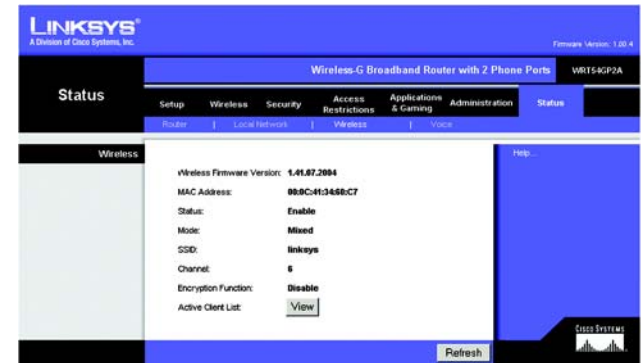 LINKSYS®
A Division of Cisco Systems, Inc.
Firmware Version: 1.00.4
Wireless-G Broadband Router with 2 Phone Ports WRT54GP2A
Status
Setup Wireless Security Access Restrictions Applications & Gaming Administration Status
Router | Local Network | Wireless | Voice
Wireless
Help...
Wireless Firmware Version: 1.41.07.2004
MAC Address: 00:0C:41:34:68:C7
Status: Enable
Mode: Mixed
SSID: linksys
Channel: 6
Encryption Function: Disable
Active Client List: View
Refresh
CISCO SYSTEMS